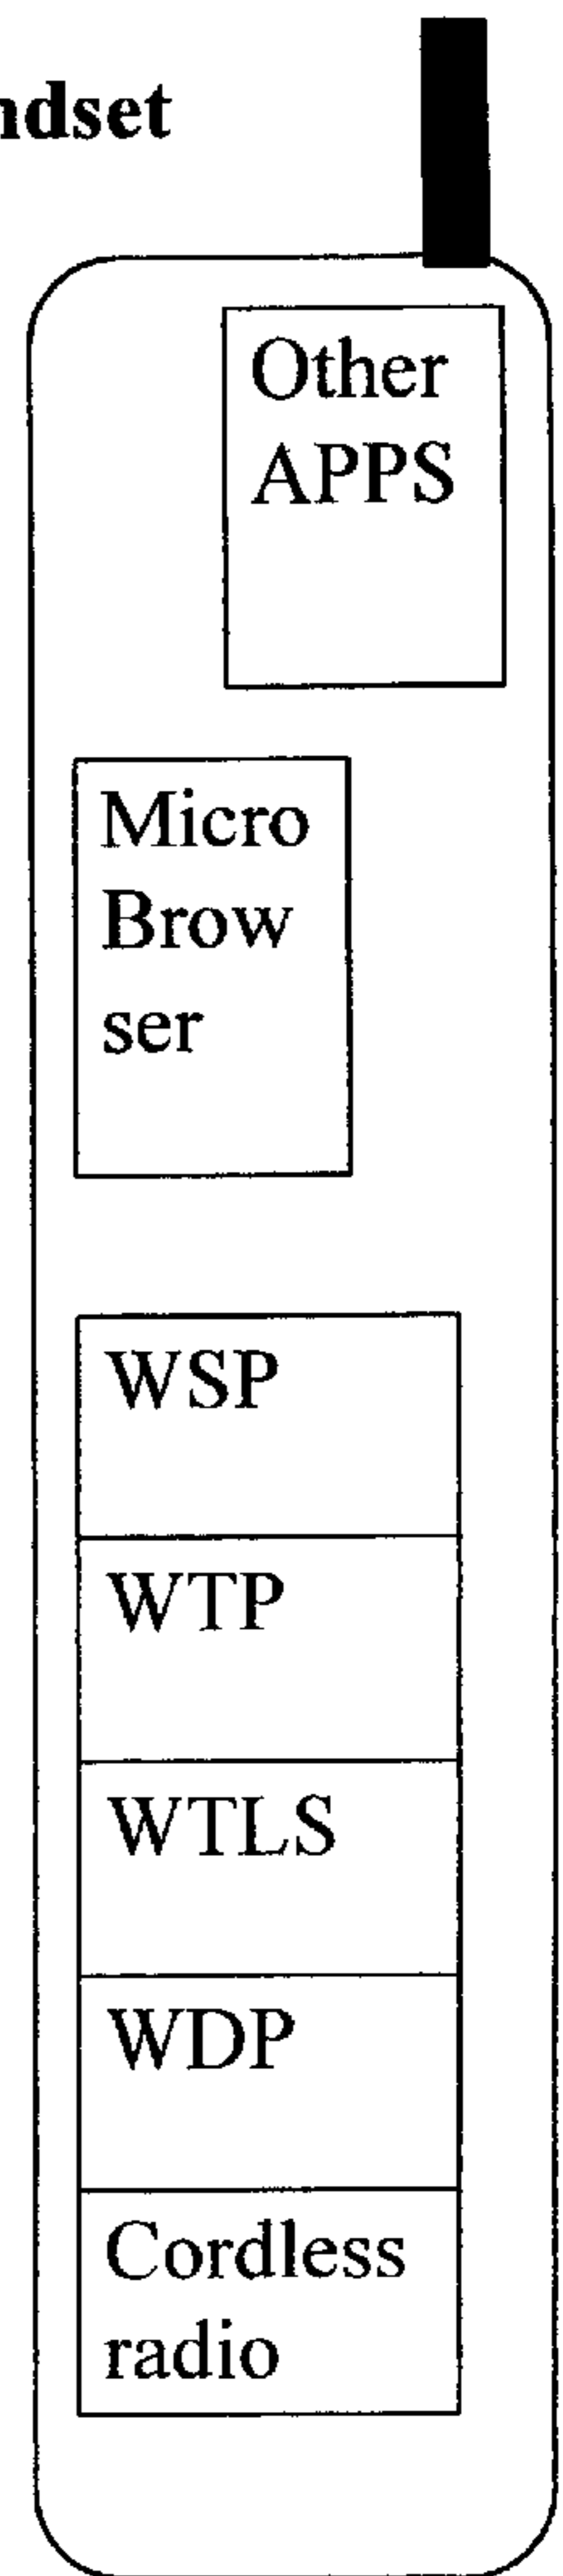 ndset
Other
APPS
Micro
Brow
ser
WSP
WTP
WTLS
WDP
Cordless
radio